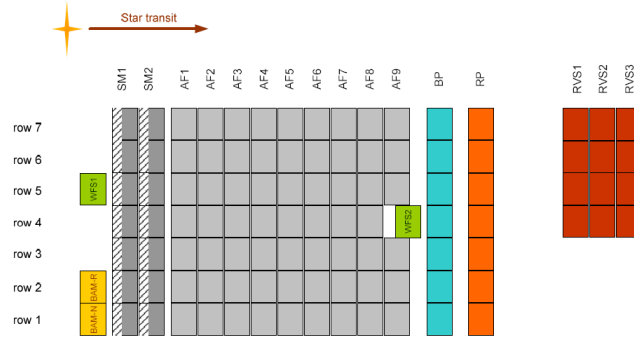 Star transit
SM1 SM2 AF1 AF2 AF3 AF4 AF5 AF6 AF7 AF8 AF9 BP RP RVS1 RVS2 RVS3
row 7
row 6
row 5 WFS1
row 4 WFS2
row 3
row 2 BAM-R
row 1 BAM-N